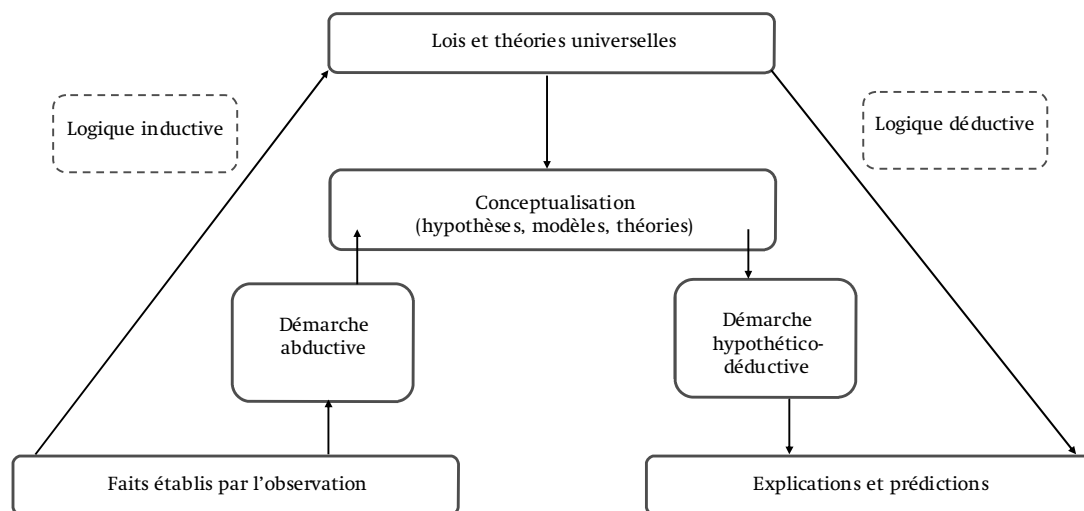 Lois et théories universelles
Logique inductive
Logique déductive
Conceptualisation
(hypothèses, modèles, théories)
Démarche
abductive
Démarche
hypothético-
déductive
Faits établis par l’observation
Explications et prédictions